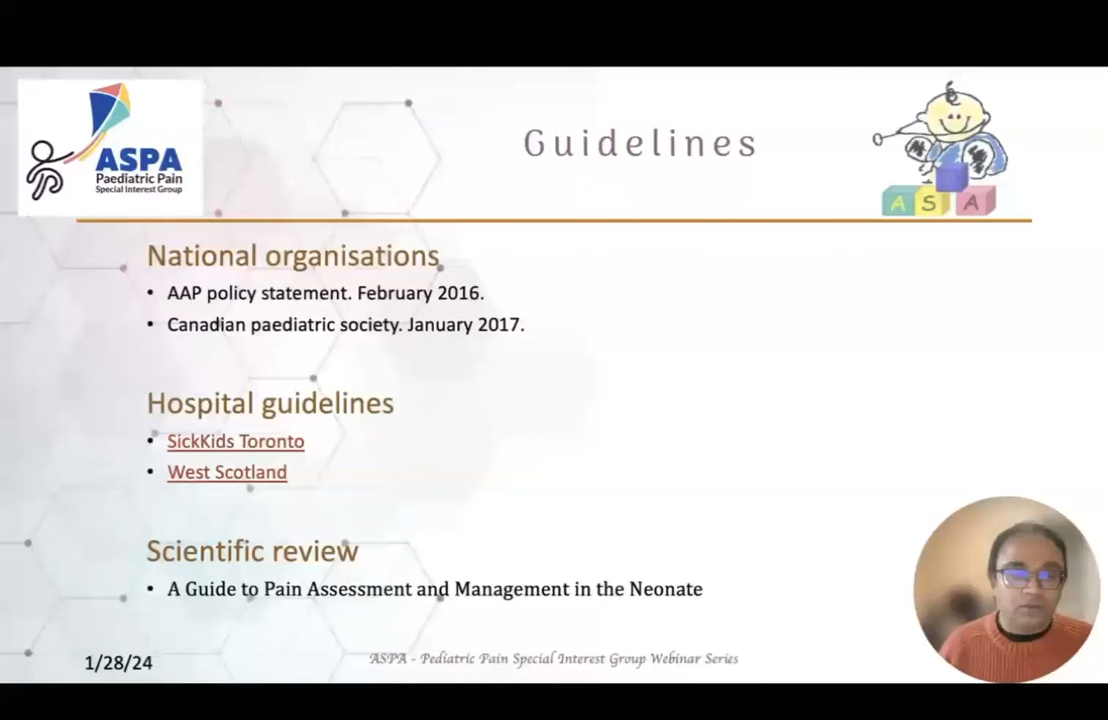 ASPA
Paediatric Pain
Special Interest Group
Guidelines
A S A
National organisations
• AAP policy statement. February 2016.
• Canadian paediatric society. January 2017.
Hospital guidelines
• SickKids Toronto
• West Scotland
Scientific review
• A Guide to Pain Assessment and Management in the Neonate
1/28/24
ASPA - Pediatric Pain Special Interest Group Webinar Series